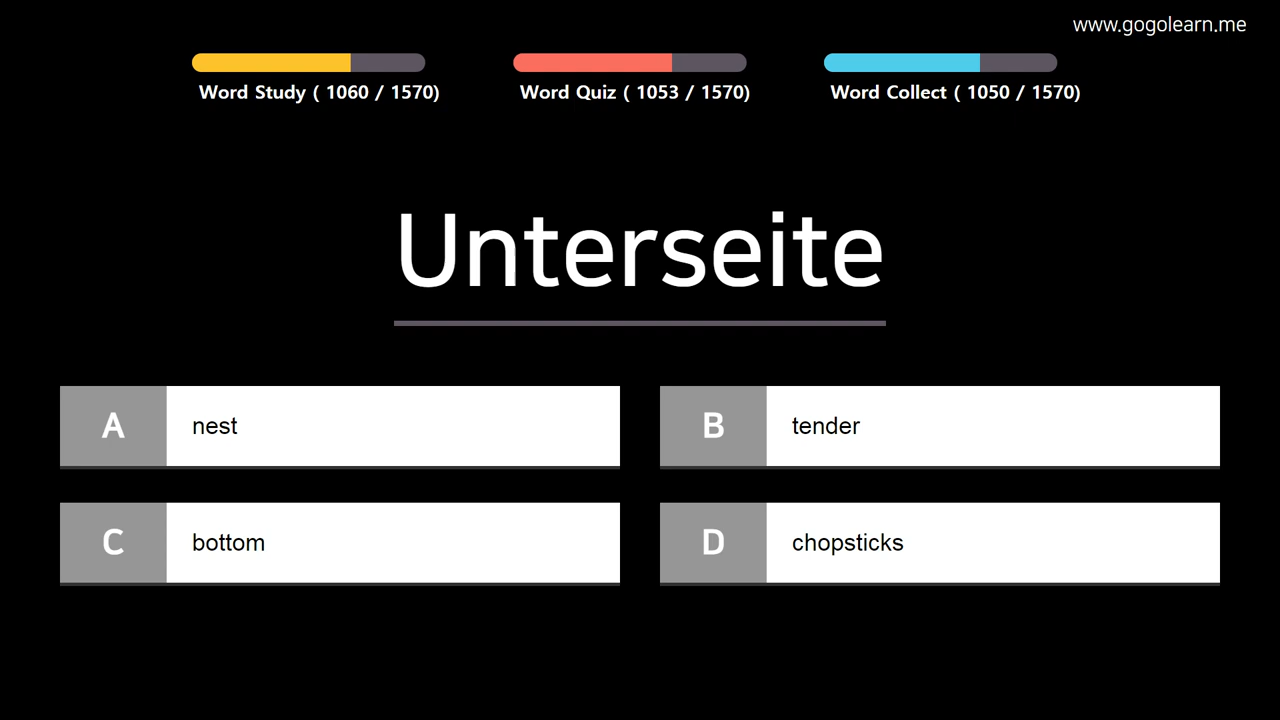 www.gogolearn.me
Word Study ( 1060 / 1570)
Word Quiz ( 1053 / 1570)
Word Collect ( 1050 / 1570)
Unterseite
A nest
B tender
C bottom
D chopsticks